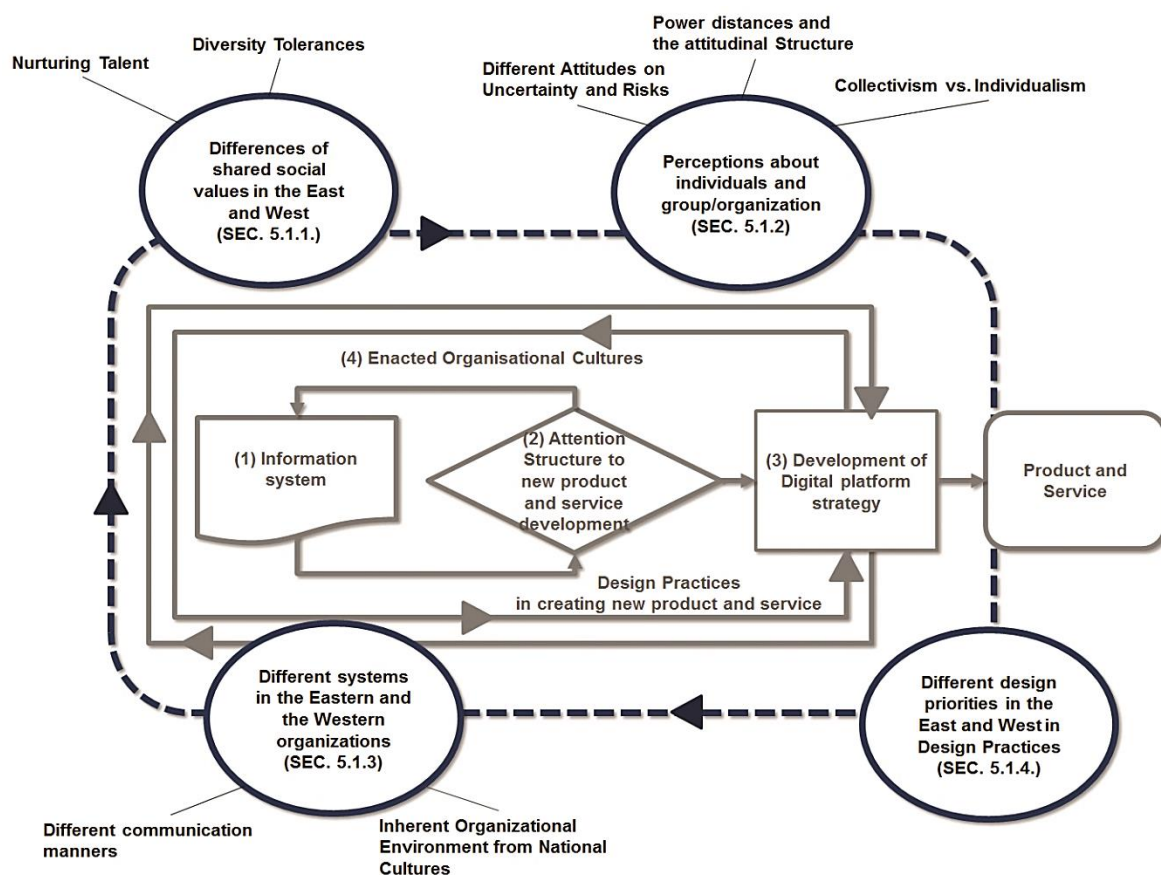 Diversity Tolerances
Nurturing Talent
Power distances and
the attitudinal Structure
Different Attitudes on
Uncertainty and Risks
Collectivism vs. Individualism
Differences of
shared social
values in the East
and West
(SEC. 5.1.1.)
Perceptions about
individuals and
group/organization
(SEC. 5.1.2)
(4) Enacted Organisational Cultures
(1) Information
system
(2) Attention
Structure to
new product
and service
development
(3) Development of
Digital platform
strategy
Product and
Service
Design Practices
in creating new product and service
Different systems
in the Eastern and
the Western
organizations
(SEC. 5.1.3)
Different design
priorities in the
East and West in
Design Practices
(SEC. 5.1.4.)
Different communication
manners
Inherent Organizational
Environment from National
Cultures